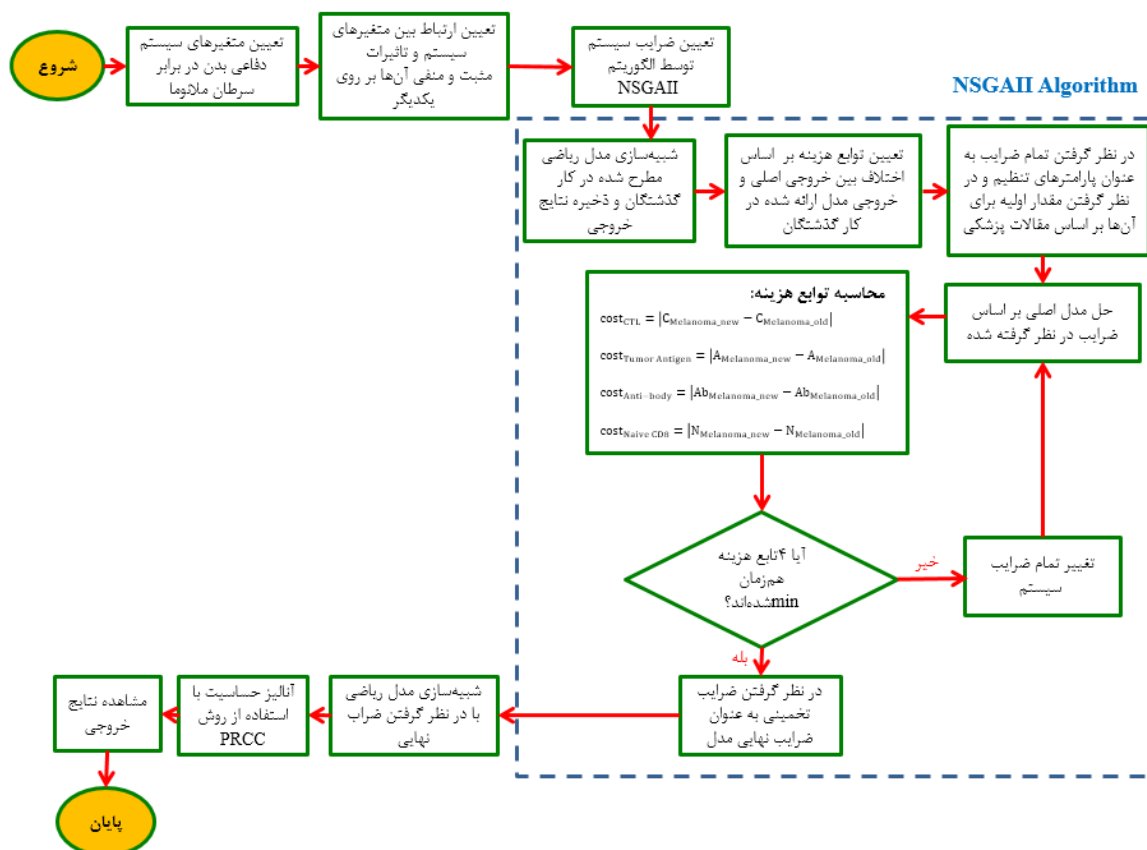 شروع
تعیین متغیرهای سیستم
دفاعی بدن در برابر
سرطان ملانوما
تعیین ارتباط بین متغیرهای
سیستم و تاثیرات
مثبت و منفی آن‌ها بر روی
یکدیگر
تعیین ضرایب سیستم
توسط الگوریتم
NSGAII
NSGAII Algorithm
شبیه‌سازی مدل ریاضی
مطرح شده در کار
گذشتگان و ذخیره نتایج
خروجی
تعیین توابع هزینه بر اساس
اختلاف بین خروجی اصلی و
خروجی مدل ارائه شده در
کار گذشتگان
در نظر گرفتن تمام ضرایب به
عنوان پارامترهای تنظیم و در
نظر گرفتن مقدار اولیه برای
آن‌ها بر اساس مقالات پزشکی
حل مدل اصلی بر اساس
ضرایب در نظر گرفته شده
محاسبه توابع هزینه:
cost_CTL = |C_Melanoma_new − C_Melanoma_old|
cost_Tumor Antigen = |A_Melanoma_new − A_Melanoma_old|
cost_Anti−body = |Ab_Melanoma_new − Ab_Melanoma_old|
cost_Naive CD8 = |N_Melanoma_new − N_Melanoma_old|
آیا ۴تابع هزینه
هم‌زمان
minشده‌اند؟
خیر
تغییر تمام ضرایب
سیستم
بله
در نظر گرفتن ضرایب
تخمینی به عنوان
ضرایب نهایی مدل
شبیه‌سازی مدل ریاضی
با در نظر گرفتن ضراب
نهایی
آنالیز حساسیت با
استفاده از روش
PRCC
مشاهده نتایج
خروجی
پایان